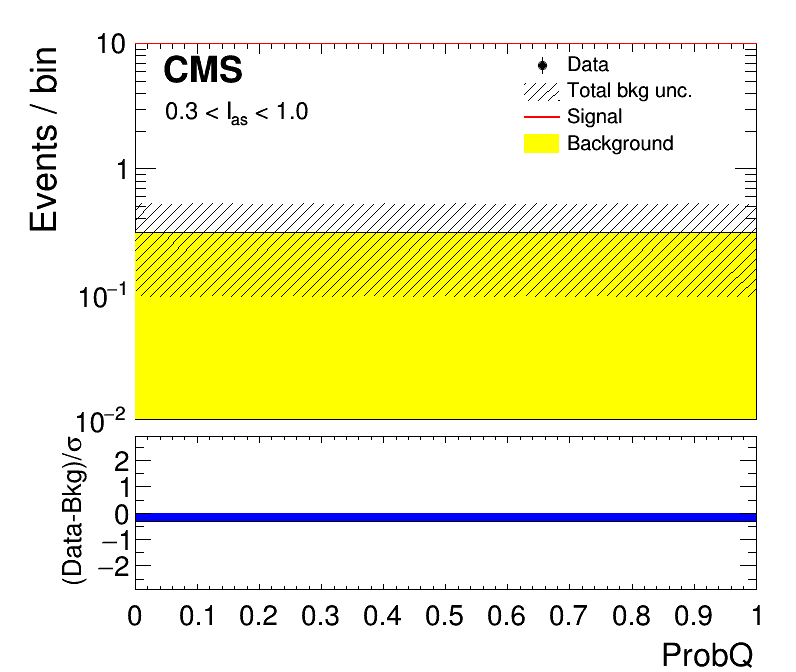 10
Events / bin
CMS
Data
Total bkg unc.
0.3 < Ias < 1.0
Signal
Background
1
10−1
10−2
(Data-Bkg)/σ
2
1
0
−1
−2
0 0.1 0.2 0.3 0.4 0.5 0.6 0.7 0.8 0.9 1
ProbQ